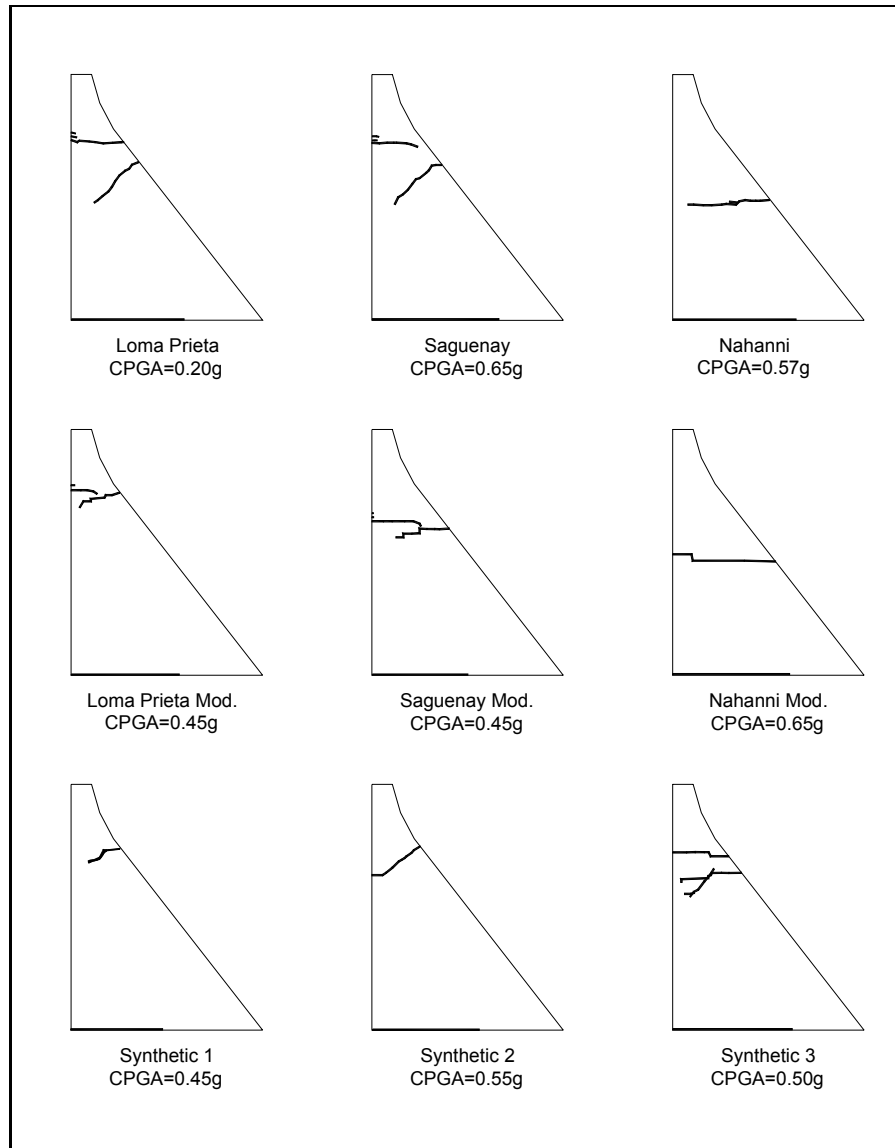 Loma Prieta
CPGA=0.20g
Saguenay
CPGA=0.65g
Nahanni
CPGA=0.57g
Loma Prieta Mod.
CPGA=0.45g
Saguenay Mod.
CPGA=0.45g
Nahanni Mod.
CPGA=0.65g
Synthetic 1
CPGA=0.45g
Synthetic 2
CPGA=0.55g
Synthetic 3
CPGA=0.50g